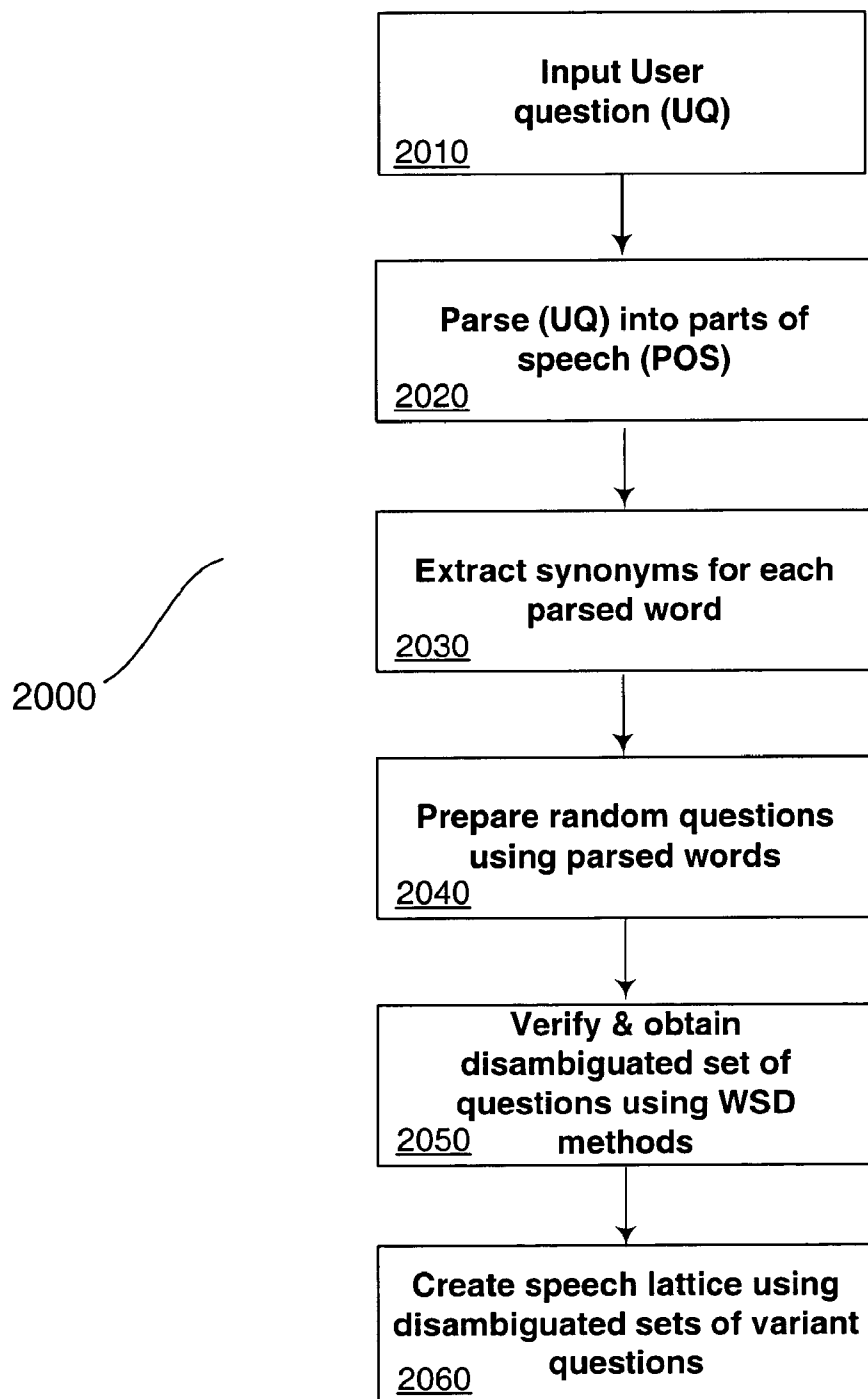 Input User
question (UQ)
2010
Parse (UQ) into parts of
speech (POS)
2020
Extract synonyms for each
parsed word
2030
2000
Prepare random questions
using parsed words
2040
Verify & obtain
disambiguated set of
questions using WSD
methods
2050
Create speech lattice using
disambiguated sets of variant
questions
2060